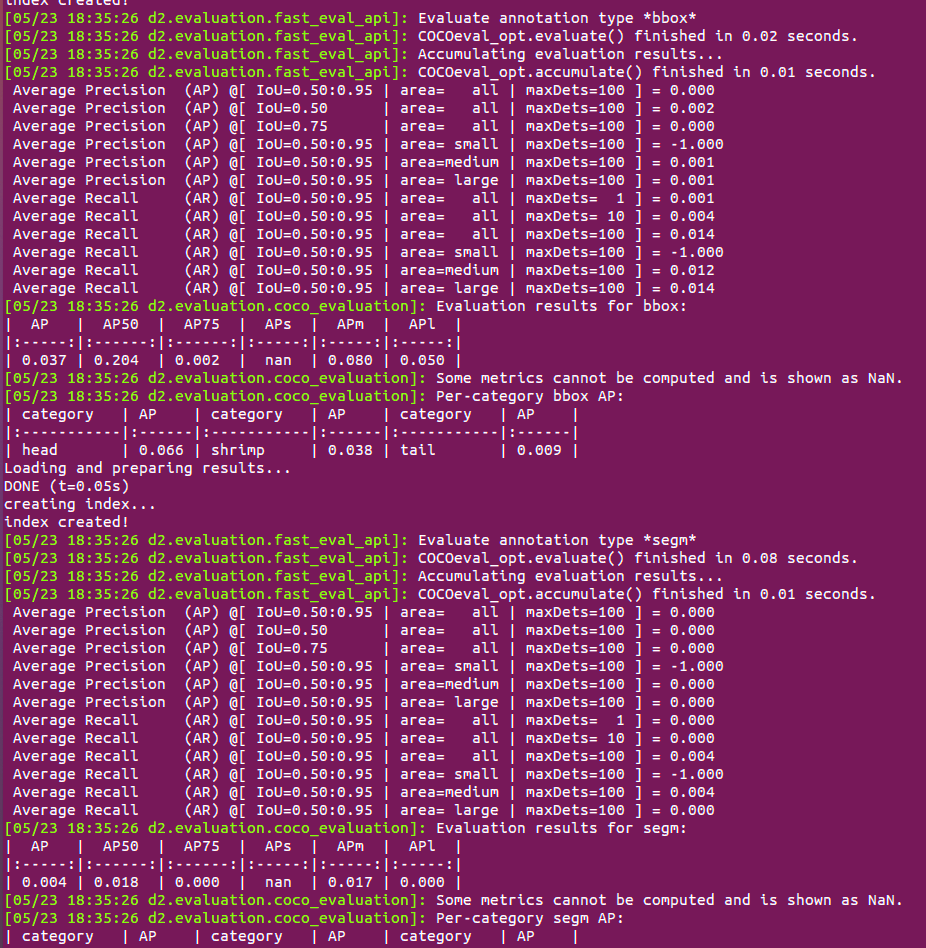 index created!
[05/23 18:35:26 d2.evaluation.fast_eval_api]: Evaluate annotation type *bbox*
[05/23 18:35:26 d2.evaluation.fast_eval_api]: COCOeval_opt.evaluate() finished in 0.02 seconds.
[05/23 18:35:26 d2.evaluation.fast_eval_api]: Accumulating evaluation results...
[05/23 18:35:26 d2.evaluation.fast_eval_api]: COCOeval_opt.accumulate() finished in 0.01 seconds.
 Average Precision  (AP) @[ IoU=0.50:0.95 | area=   all | maxDets=100 ] = 0.000
 Average Precision  (AP) @[ IoU=0.50      | area=   all | maxDets=100 ] = 0.002
 Average Precision  (AP) @[ IoU=0.75      | area=   all | maxDets=100 ] = 0.000
 Average Precision  (AP) @[ IoU=0.50:0.95 | area= small | maxDets=100 ] = -1.000
 Average Precision  (AP) @[ IoU=0.50:0.95 | area=medium | maxDets=100 ] = 0.001
 Average Precision  (AP) @[ IoU=0.50:0.95 | area= large | maxDets=100 ] = 0.001
 Average Recall     (AR) @[ IoU=0.50:0.95 | area=   all | maxDets=  1 ] = 0.001
 Average Recall     (AR) @[ IoU=0.50:0.95 | area=   all | maxDets= 10 ] = 0.004
 Average Recall     (AR) @[ IoU=0.50:0.95 | area=   all | maxDets=100 ] = 0.014
 Average Recall     (AR) @[ IoU=0.50:0.95 | area= small | maxDets=100 ] = -1.000
 Average Recall     (AR) @[ IoU=0.50:0.95 | area=medium | maxDets=100 ] = 0.012
 Average Recall     (AR) @[ IoU=0.50:0.95 | area= large | maxDets=100 ] = 0.014
[05/23 18:35:26 d2.evaluation.coco_evaluation]: Evaluation results for bbox:
|  AP   |  AP50  |  AP75  |  APs  |  APm  |  APl  |
|:-----:|:------:|:------:|:-----:|:-----:|:-----:|
| 0.037 | 0.204  | 0.002  |  nan  | 0.080 | 0.050 |
[05/23 18:35:26 d2.evaluation.coco_evaluation]: Some metrics cannot be computed and is shown as NaN.
[05/23 18:35:26 d2.evaluation.coco_evaluation]: Per-category bbox AP:
| category   | AP    | category   | AP    | category   | AP    |
|:-----------|:------|:-----------|:------|:-----------|:------|
| head       | 0.066 | shrimp     | 0.038 | tail       | 0.009 |
Loading and preparing results...
DONE (t=0.05s)
creating index...
index created!
[05/23 18:35:26 d2.evaluation.fast_eval_api]: Evaluate annotation type *segm*
[05/23 18:35:26 d2.evaluation.fast_eval_api]: COCOeval_opt.evaluate() finished in 0.08 seconds.
[05/23 18:35:26 d2.evaluation.fast_eval_api]: Accumulating evaluation results...
[05/23 18:35:26 d2.evaluation.fast_eval_api]: COCOeval_opt.accumulate() finished in 0.01 seconds.
 Average Precision  (AP) @[ IoU=0.50:0.95 | area=   all | maxDets=100 ] = 0.000
 Average Precision  (AP) @[ IoU=0.50      | area=   all | maxDets=100 ] = 0.000
 Average Precision  (AP) @[ IoU=0.75      | area=   all | maxDets=100 ] = 0.000
 Average Precision  (AP) @[ IoU=0.50:0.95 | area= small | maxDets=100 ] = -1.000
 Average Precision  (AP) @[ IoU=0.50:0.95 | area=medium | maxDets=100 ] = 0.000
 Average Precision  (AP) @[ IoU=0.50:0.95 | area= large | maxDets=100 ] = 0.000
 Average Recall     (AR) @[ IoU=0.50:0.95 | area=   all | maxDets=  1 ] = 0.000
 Average Recall     (AR) @[ IoU=0.50:0.95 | area=   all | maxDets= 10 ] = 0.000
 Average Recall     (AR) @[ IoU=0.50:0.95 | area=   all | maxDets=100 ] = 0.004
 Average Recall     (AR) @[ IoU=0.50:0.95 | area= small | maxDets=100 ] = -1.000
 Average Recall     (AR) @[ IoU=0.50:0.95 | area=medium | maxDets=100 ] = 0.004
 Average Recall     (AR) @[ IoU=0.50:0.95 | area= large | maxDets=100 ] = 0.000
[05/23 18:35:26 d2.evaluation.coco_evaluation]: Evaluation results for segm:
|  AP   |  AP50  |  AP75  |  APs  |  APm  |  APl  |
|:-----:|:------:|:------:|:-----:|:-----:|:-----:|
| 0.004 | 0.018  | 0.000  |  nan  | 0.017 | 0.000 |
[05/23 18:35:26 d2.evaluation.coco_evaluation]: Some metrics cannot be computed and is shown as NaN.
[05/23 18:35:26 d2.evaluation.coco_evaluation]: Per-category segm AP:
| category   | AP    | category   | AP    | category   | AP    |